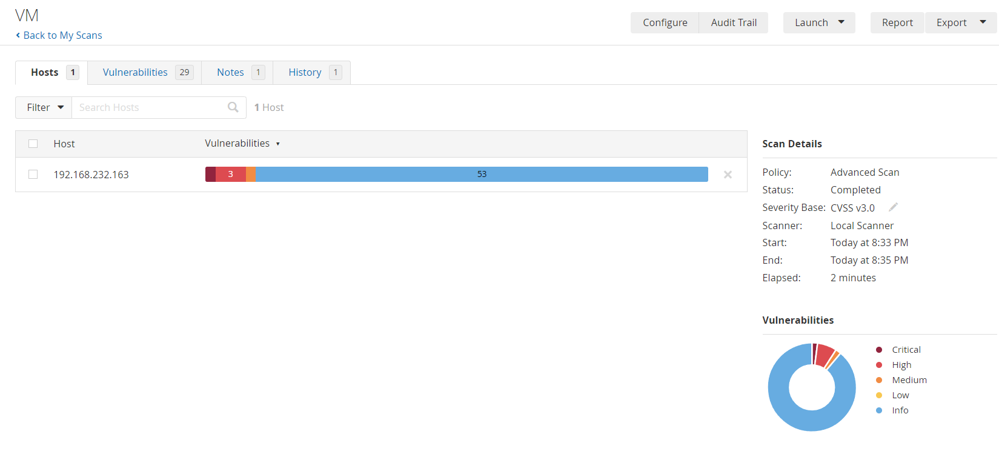 VM
Back to My Scans
Configure Audit Trail Launch Report Export
Hosts 1 Vulnerabilities 29 Notes 1 History 1
Filter Search Hosts 1 Host
Host Vulnerabilities
192.168.232.163 3 53
Scan Details
Policy: Advanced Scan
Status: Completed
Severity Base: CVSS v3.0
Scanner: Local Scanner
Start: Today at 8:33 PM
End: Today at 8:35 PM
Elapsed: 2 minutes
Vulnerabilities
Critical
High
Medium
Low
Info